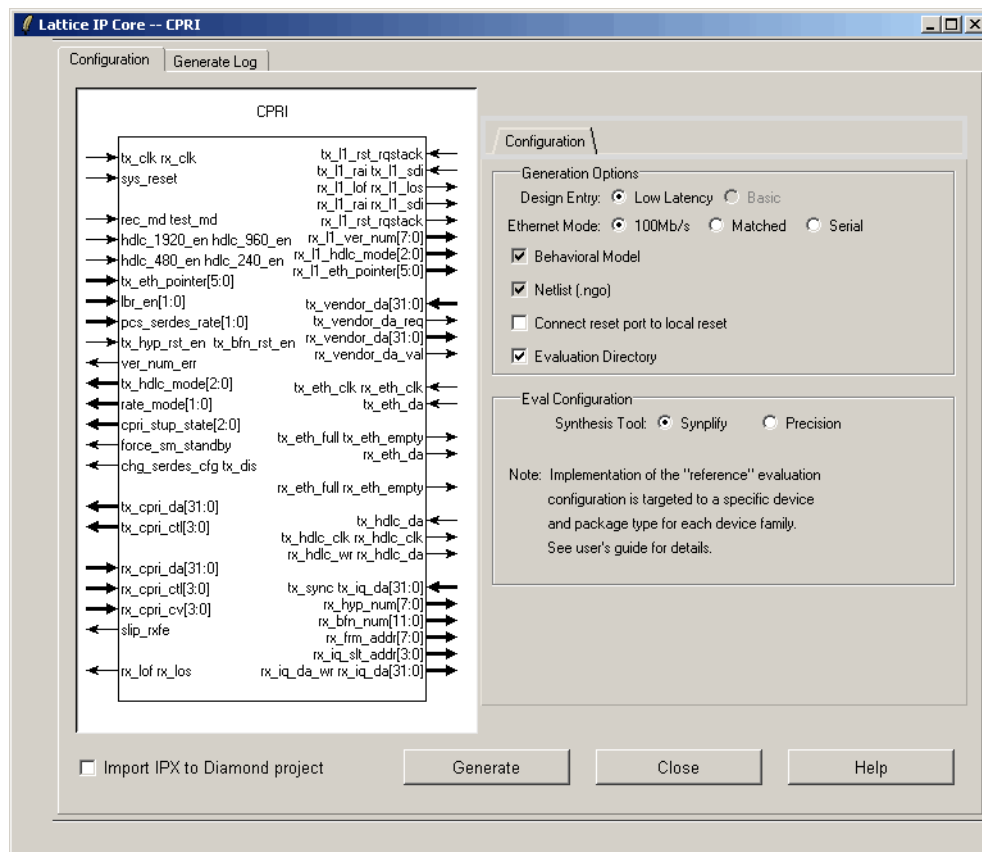 Lattice IP Core -- CPRI
Configuration
Generate Log
CPRI
tx_clk rx_clk
sys_reset
rec_md test_md
hdlc_1920_en hdlc_960_en
hdlc_480_en hdlc_240_en
tx_eth_pointer[5:0]
lbr_en[1:0]
pcs_serdes_rate[1:0]
tx_hyp_rst_en tx_bfn_rst_en
ver_num_err
tx_hdlc_mode[2:0]
rate_mode[1:0]
cpri_stup_state[2:0]
force_sm_standby
chg_serdes_cfg tx_dis
tx_cpri_da[31:0]
tx_cpri_ctl[3:0]
rx_cpri_da[31:0]
rx_cpri_ctl[3:0]
rx_cpri_cv[3:0]
slip_rxfe
rx_lof rx_los
tx_l1_rst_rqstack
tx_l1_rai tx_l1_sdi
rx_l1_lof rx_l1_los
rx_l1_rai rx_l1_sdi
rx_l1_rst_rqstack
rx_l1_ver_num[7:0]
rx_l1_hdlc_mode[2:0]
rx_l1_eth_pointer[5:0]
tx_vendor_da[31:0]
tx_vendor_da_req
rx_vendor_da[31:0]
rx_vendor_da_val
tx_eth_clk rx_eth_clk
tx_eth_da
tx_eth_full tx_eth_empty
rx_eth_da
rx_eth_full rx_eth_empty
tx_hdlc_da
tx_hdlc_clk rx_hdlc_clk
rx_hdlc_wr rx_hdlc_da
tx_sync tx_iq_da[31:0]
rx_hyp_num[7:0]
rx_bfn_num[11:0]
rx_frm_addr[7:0]
rx_iq_slt_addr[3:0]
rx_iq_da_wr rx_iq_da[31:0]
Configuration
Generation Options
Design Entry: Low Latency Basic
Ethernet Mode: 100Mb/s Matched Serial
Behavioral Model
Netlist (.ngo)
Connect reset port to local reset
Evaluation Directory
Eval Configuration
Synthesis Tool: Synplify Precision
Note: Implementation of the "reference" evaluation
configuration is targeted to a specific device
and package type for each device family.
See user's guide for details.
Import IPX to Diamond project
Generate
Close
Help